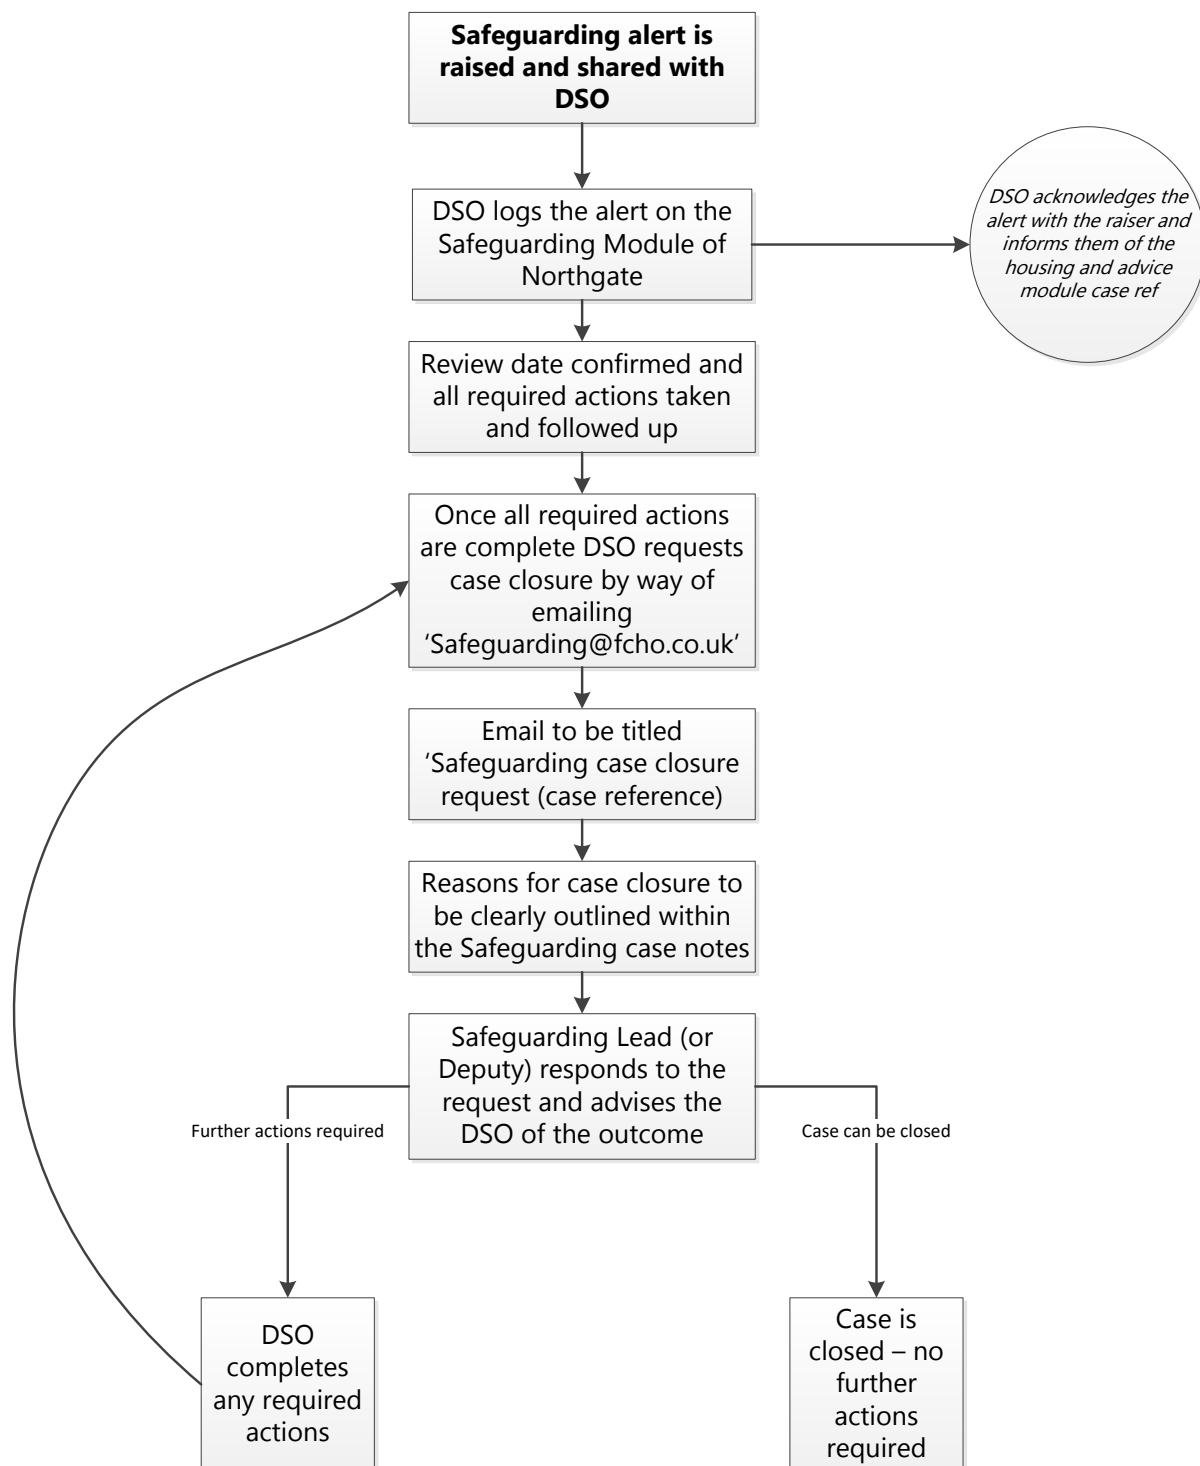 Safeguarding alert is
raised and shared with
DSO
DSO logs the alert on the
Safeguarding Module of
Northgate
DSO acknowledges the
alert with the raiser and
informs them of the
housing and advice
module case ref
Review date confirmed and
all required actions taken
and followed up
Once all required actions
are complete DSO requests
case closure by way of
emailing
‘Safeguarding@fcho.co.uk’
Email to be titled
‘Safeguarding case closure
request (case reference)
Reasons for case closure to
be clearly outlined within
the Safeguarding case notes
Safeguarding Lead (or
Deputy) responds to the
request and advises the
DSO of the outcome
Further actions required
Case can be closed
DSO
completes
any required
actions
Case is
closed – no
further
actions
required